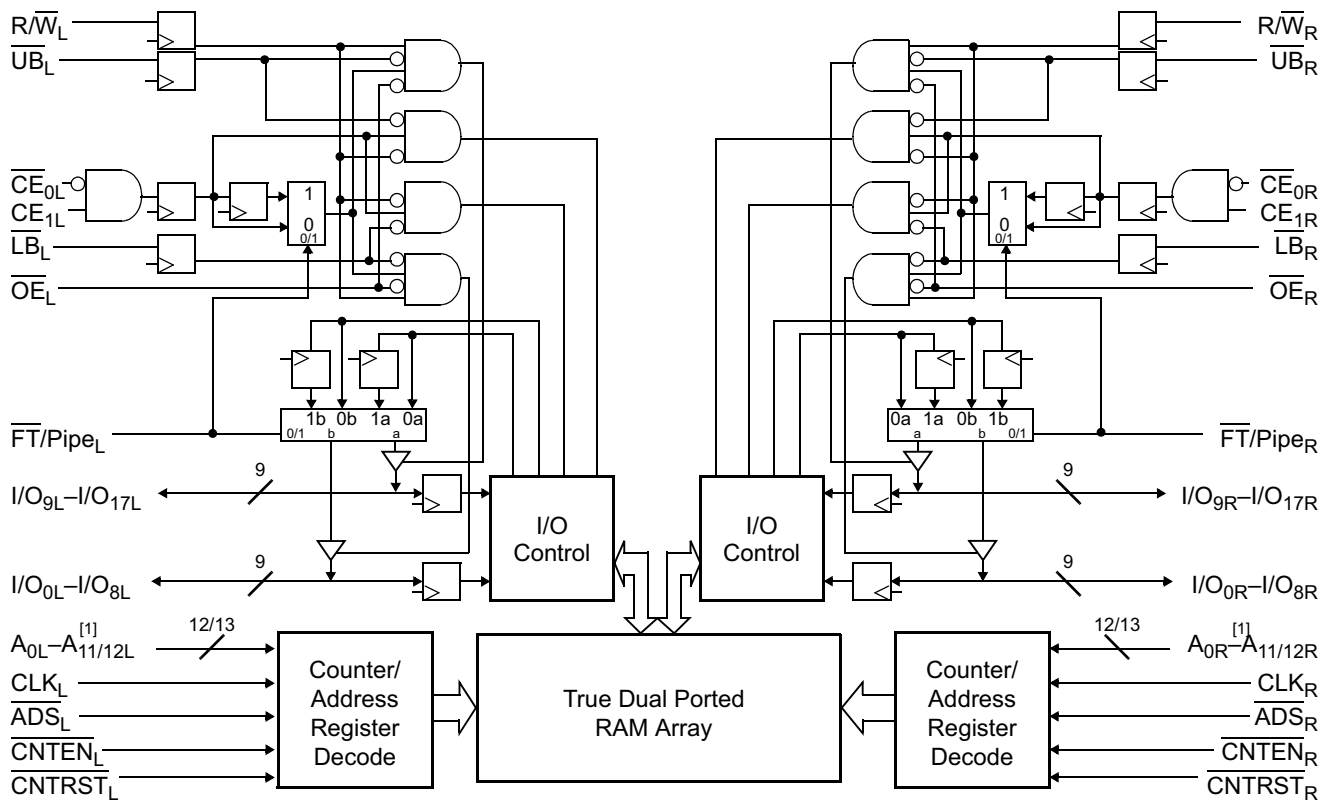 R/W̅L
R/W̅R
U̅B̅L
U̅B̅R
C̅E̅0L
CE1L
1
0
0/1
1
0
0/1
C̅E̅0R
CE1R
L̅B̅L
L̅B̅R
O̅E̅L
O̅E̅R
1b 0b 1a 0a
0/1 b a
0a 1a 0b 1b
a b 0/1
F̅T̅/PipeL
F̅T̅/PipeR
9
9
I/O9L–I/O17L
I/O9R–I/O17R
I/O
Control
I/O
Control
9
9
I/O0L–I/O8L
I/O0R–I/O8R
12/13
12/13
A0L–A11/12L[1]
A0R–A11/12R[1]
CLKL
CLKR
A̅D̅S̅L
A̅D̅S̅R
C̅N̅T̅E̅N̅L
C̅N̅T̅E̅N̅R
C̅N̅T̅R̅S̅T̅L
C̅N̅T̅R̅S̅T̅R
Counter/
Address
Register
Decode
True Dual Ported
RAM Array
Counter/
Address
Register
Decode